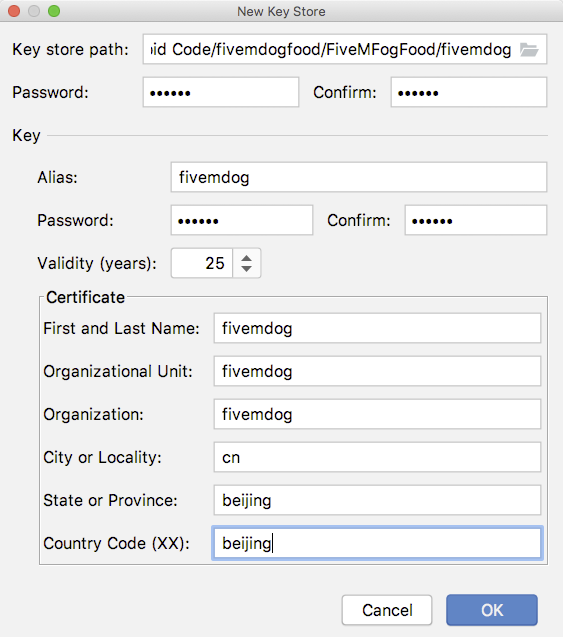 New Key Store
Key store path: ıid Code/fivemdogfood/FiveMFogFood/fivemdog
Password: •••••• Confirm: ••••••
Key
Alias: fivemdog
Password: •••••• Confirm: ••••••
Validity (years): 25
Certificate
First and Last Name: fivemdog
Organizational Unit: fivemdog
Organization: fivemdog
City or Locality: cn
State or Province: beijing
Country Code (XX): beijing
Cancel OK